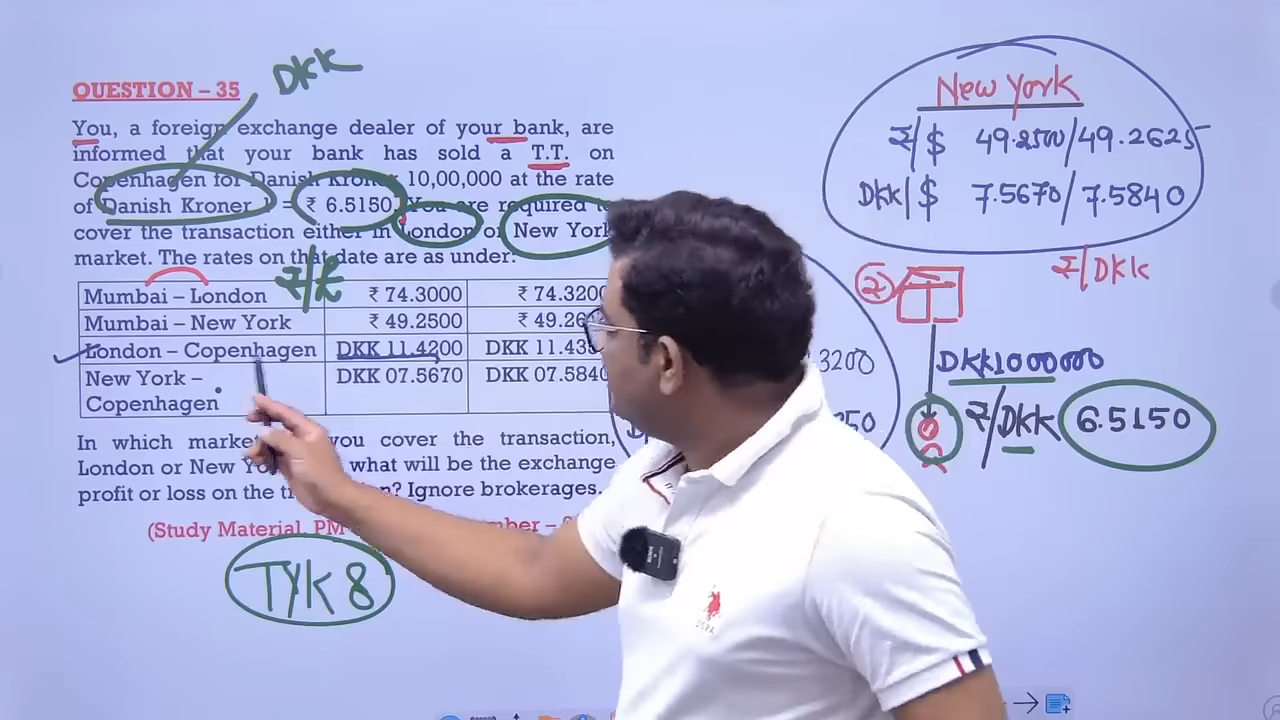 DKK
QUESTION – 35
You, a foreign exchange dealer of your bank, are
informed that your bank has sold a T.T. on
Copenhagen for Danish Kroner 10,00,000 at the rate
of Danish Kroner 1 = ₹ 6.5150. You are required
cover the transaction either in London or New York
market. The rates on that date are as under:
₹/£
Mumbai – London ₹ 74.3000 ₹ 74.3200
Mumbai – New York ₹ 49.2500 ₹ 49.26
London – Copenhagen DKK 11.4200 DKK 11.43
New York – Copenhagen DKK 07.5670 DKK 07.5840
In which market you cover the transaction,
London or New what will be the exchange
profit or loss on the Ignore brokerages.
(Study Material, PM
TYK 8
New York
₹/$ 49.2500/49.2625
DKK/$ 7.5670/7.5840
₹/DKK
2
3200
DKK1000000
₹/DKK 6.5150
50